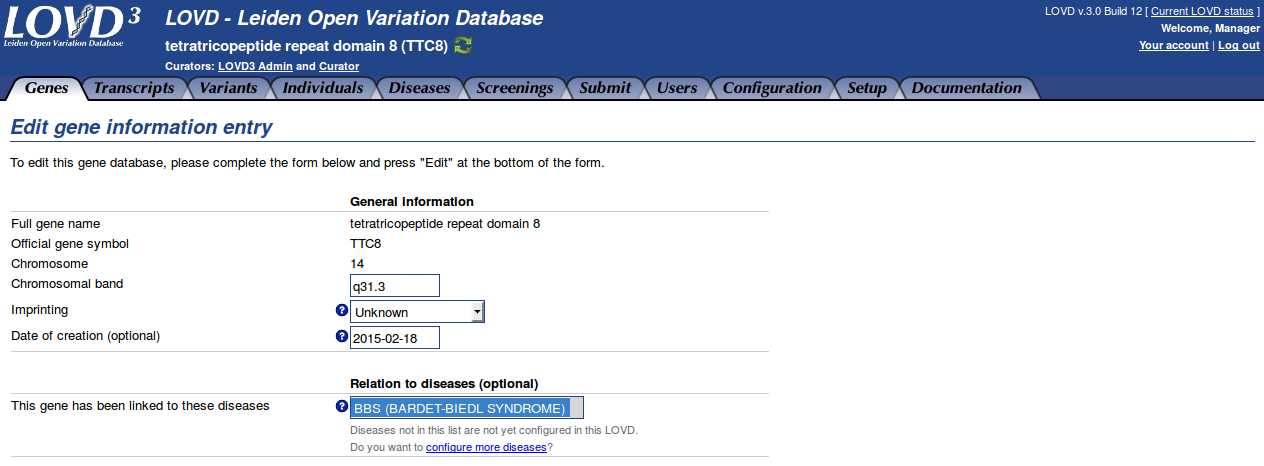 LOVD 3
Leiden Open Variation Database
LOVD - Leiden Open Variation Database
LOVD v.3.0 Build 12 [ Current LOVD status ]
Welcome, Manager
tetratricopeptide repeat domain 8 (TTC8)
Your account | Log out
Curators: LOVD3 Admin and Curator
Genes Transcripts Variants Individuals Diseases Screenings Submit Users Configuration Setup Documentation
Edit gene information entry
To edit this gene database, please complete the form below and press "Edit" at the bottom of the form.
General information
Full gene name tetratricopeptide repeat domain 8
Official gene symbol TTC8
Chromosome 14
Chromosomal band q31.3
Imprinting ? Unknown
Date of creation (optional) ? 2015-02-18
Relation to diseases (optional)
This gene has been linked to these diseases ? BBS (BARDET-BIEDL SYNDROME)
Diseases not in this list are not yet configured in this LOVD.
Do you want to configure more diseases?